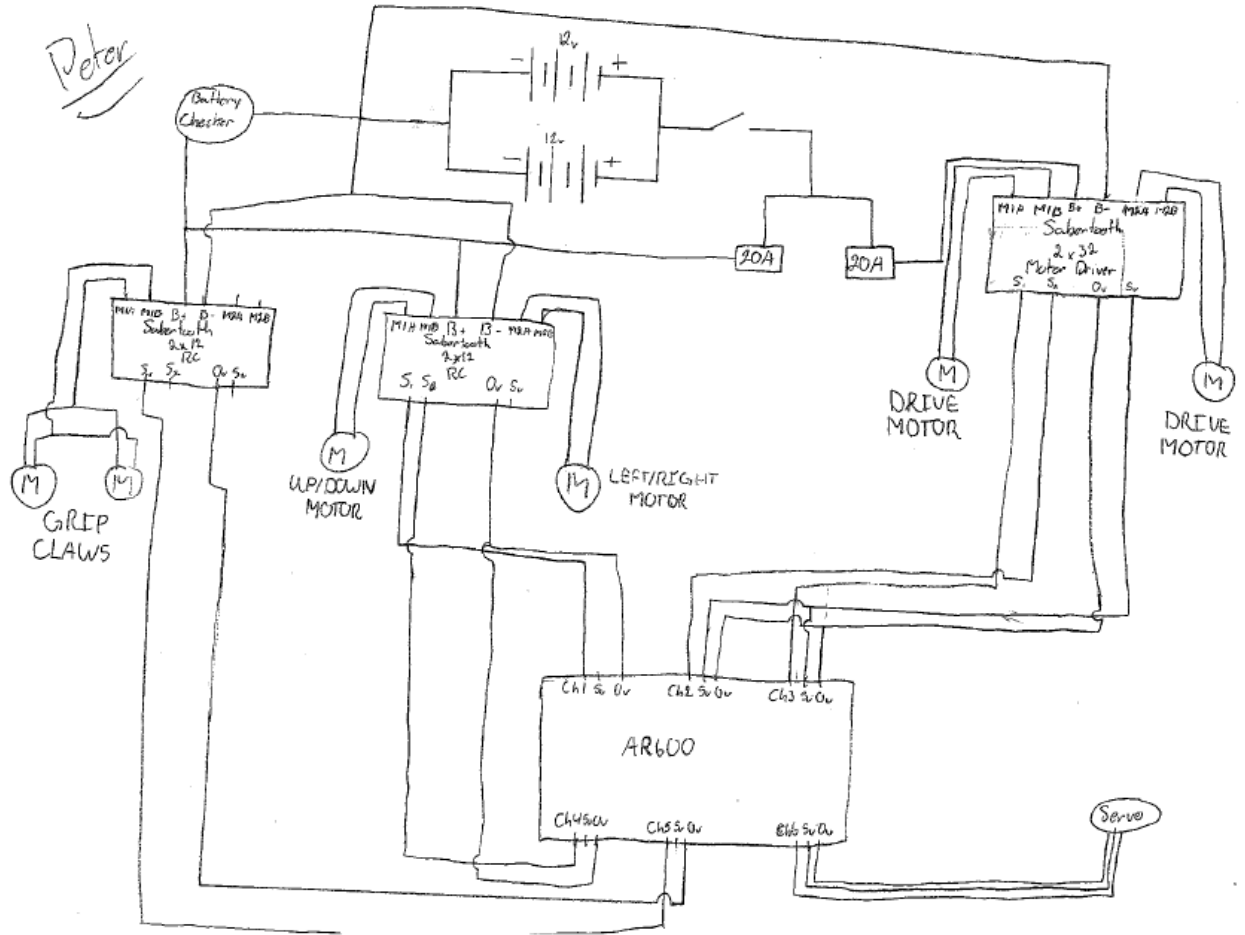 Peter
12v
- +
Battery
Checker
12v
- +
M1A M1B B+ B- M2A M2B
Sabertooth
2 x 32
Motor Driver
S1 S2 0v 5v
20A
20A
M1A M1B B+ B- M2A M2B
Sabertooth
2x12
RC
S1 S2 0v 5v
M1A M1B B+ B- M2A M2B
Sabertooth
2x12
RC
S1 S2 0v 5v
M
DRIVE
MOTOR
M
DRIVE
MOTOR
M
UP/DOWN
MOTOR
M
LEFT/RIGHT
MOTOR
M
M
GRIP
CLAWS
Ch1 5v 0v
Ch2 5v 0v
Ch3 5v 0v
AR600
Ch4 5v 0v
Ch5 5v 0v
Ch6 5v 0v
Servo